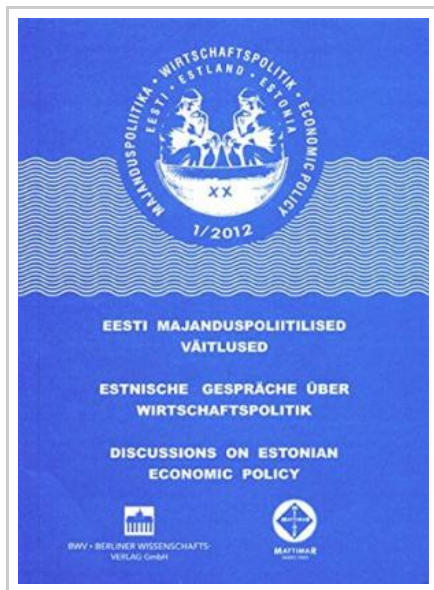 MAJANDUSPOLIITIKA • WIRTSCHAFTSPOLITIK • ECONOMIC POLICY
EESTI • ESTLAND • ESTONIA
XX
1/2012
EESTI MAJANDUSPOLIITILISED
VÄITLUSED
ESTNISCHE GESPRÄCHE ÜBER
WIRTSCHAFTSPOLITIK
DISCUSSIONS ON ESTONIAN
ECONOMIC POLICY
BWV • BERLINER WISSENSCHAFTS-
VERLAG GmbH
MATTIMAR
MATTIMAR